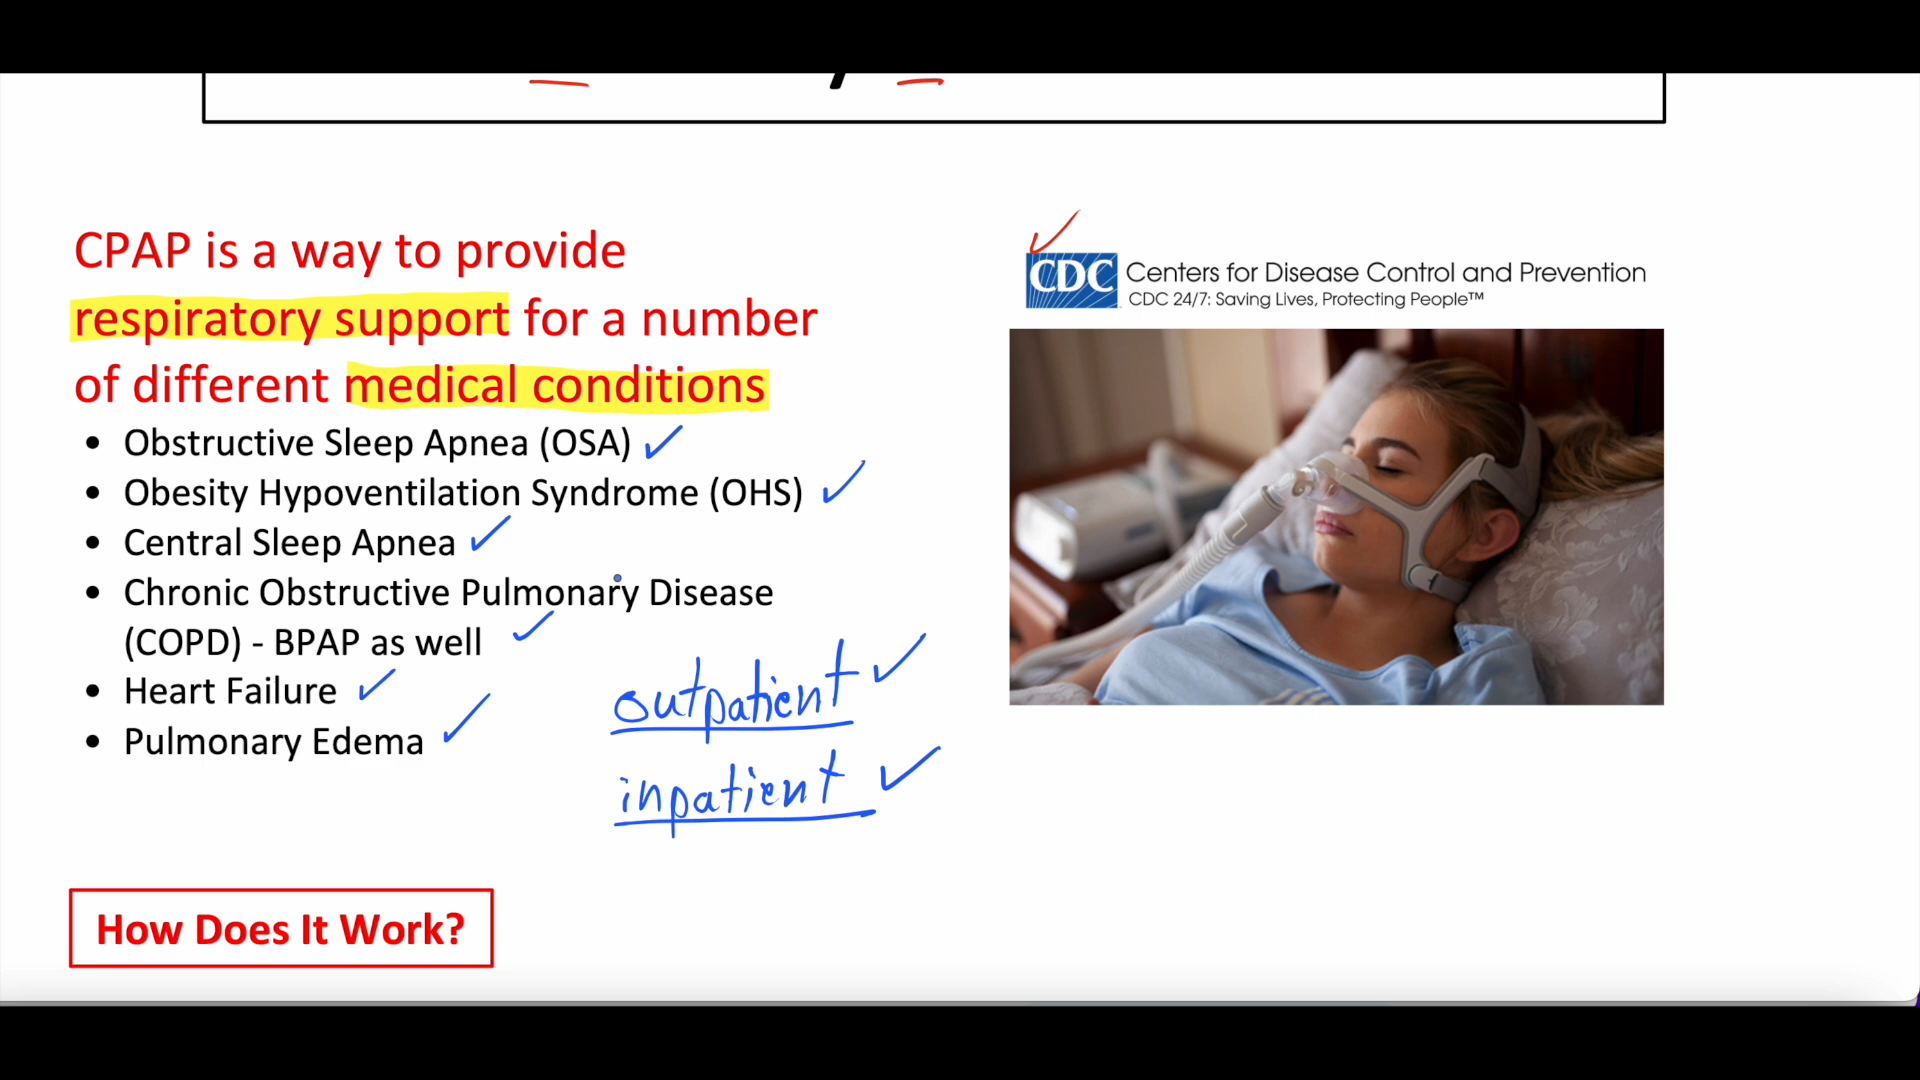 CPAP is a way to provide
respiratory support for a number
of different medical conditions
• Obstructive Sleep Apnea (OSA)
• Obesity Hypoventilation Syndrome (OHS)
• Central Sleep Apnea
• Chronic Obstructive Pulmonary Disease
(COPD) - BPAP as well
• Heart Failure
• Pulmonary Edema
outpatient
inpatient
How Does It Work?
CDC Centers for Disease Control and Prevention
CDC 24/7: Saving Lives, Protecting People™